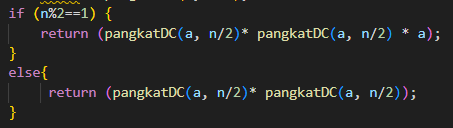 if (n%2==1) {
return (pangkatDC(a, n/2)* pangkatDC(a, n/2) * a);
}
else{
return (pangkatDC(a, n/2)* pangkatDC(a, n/2));
}